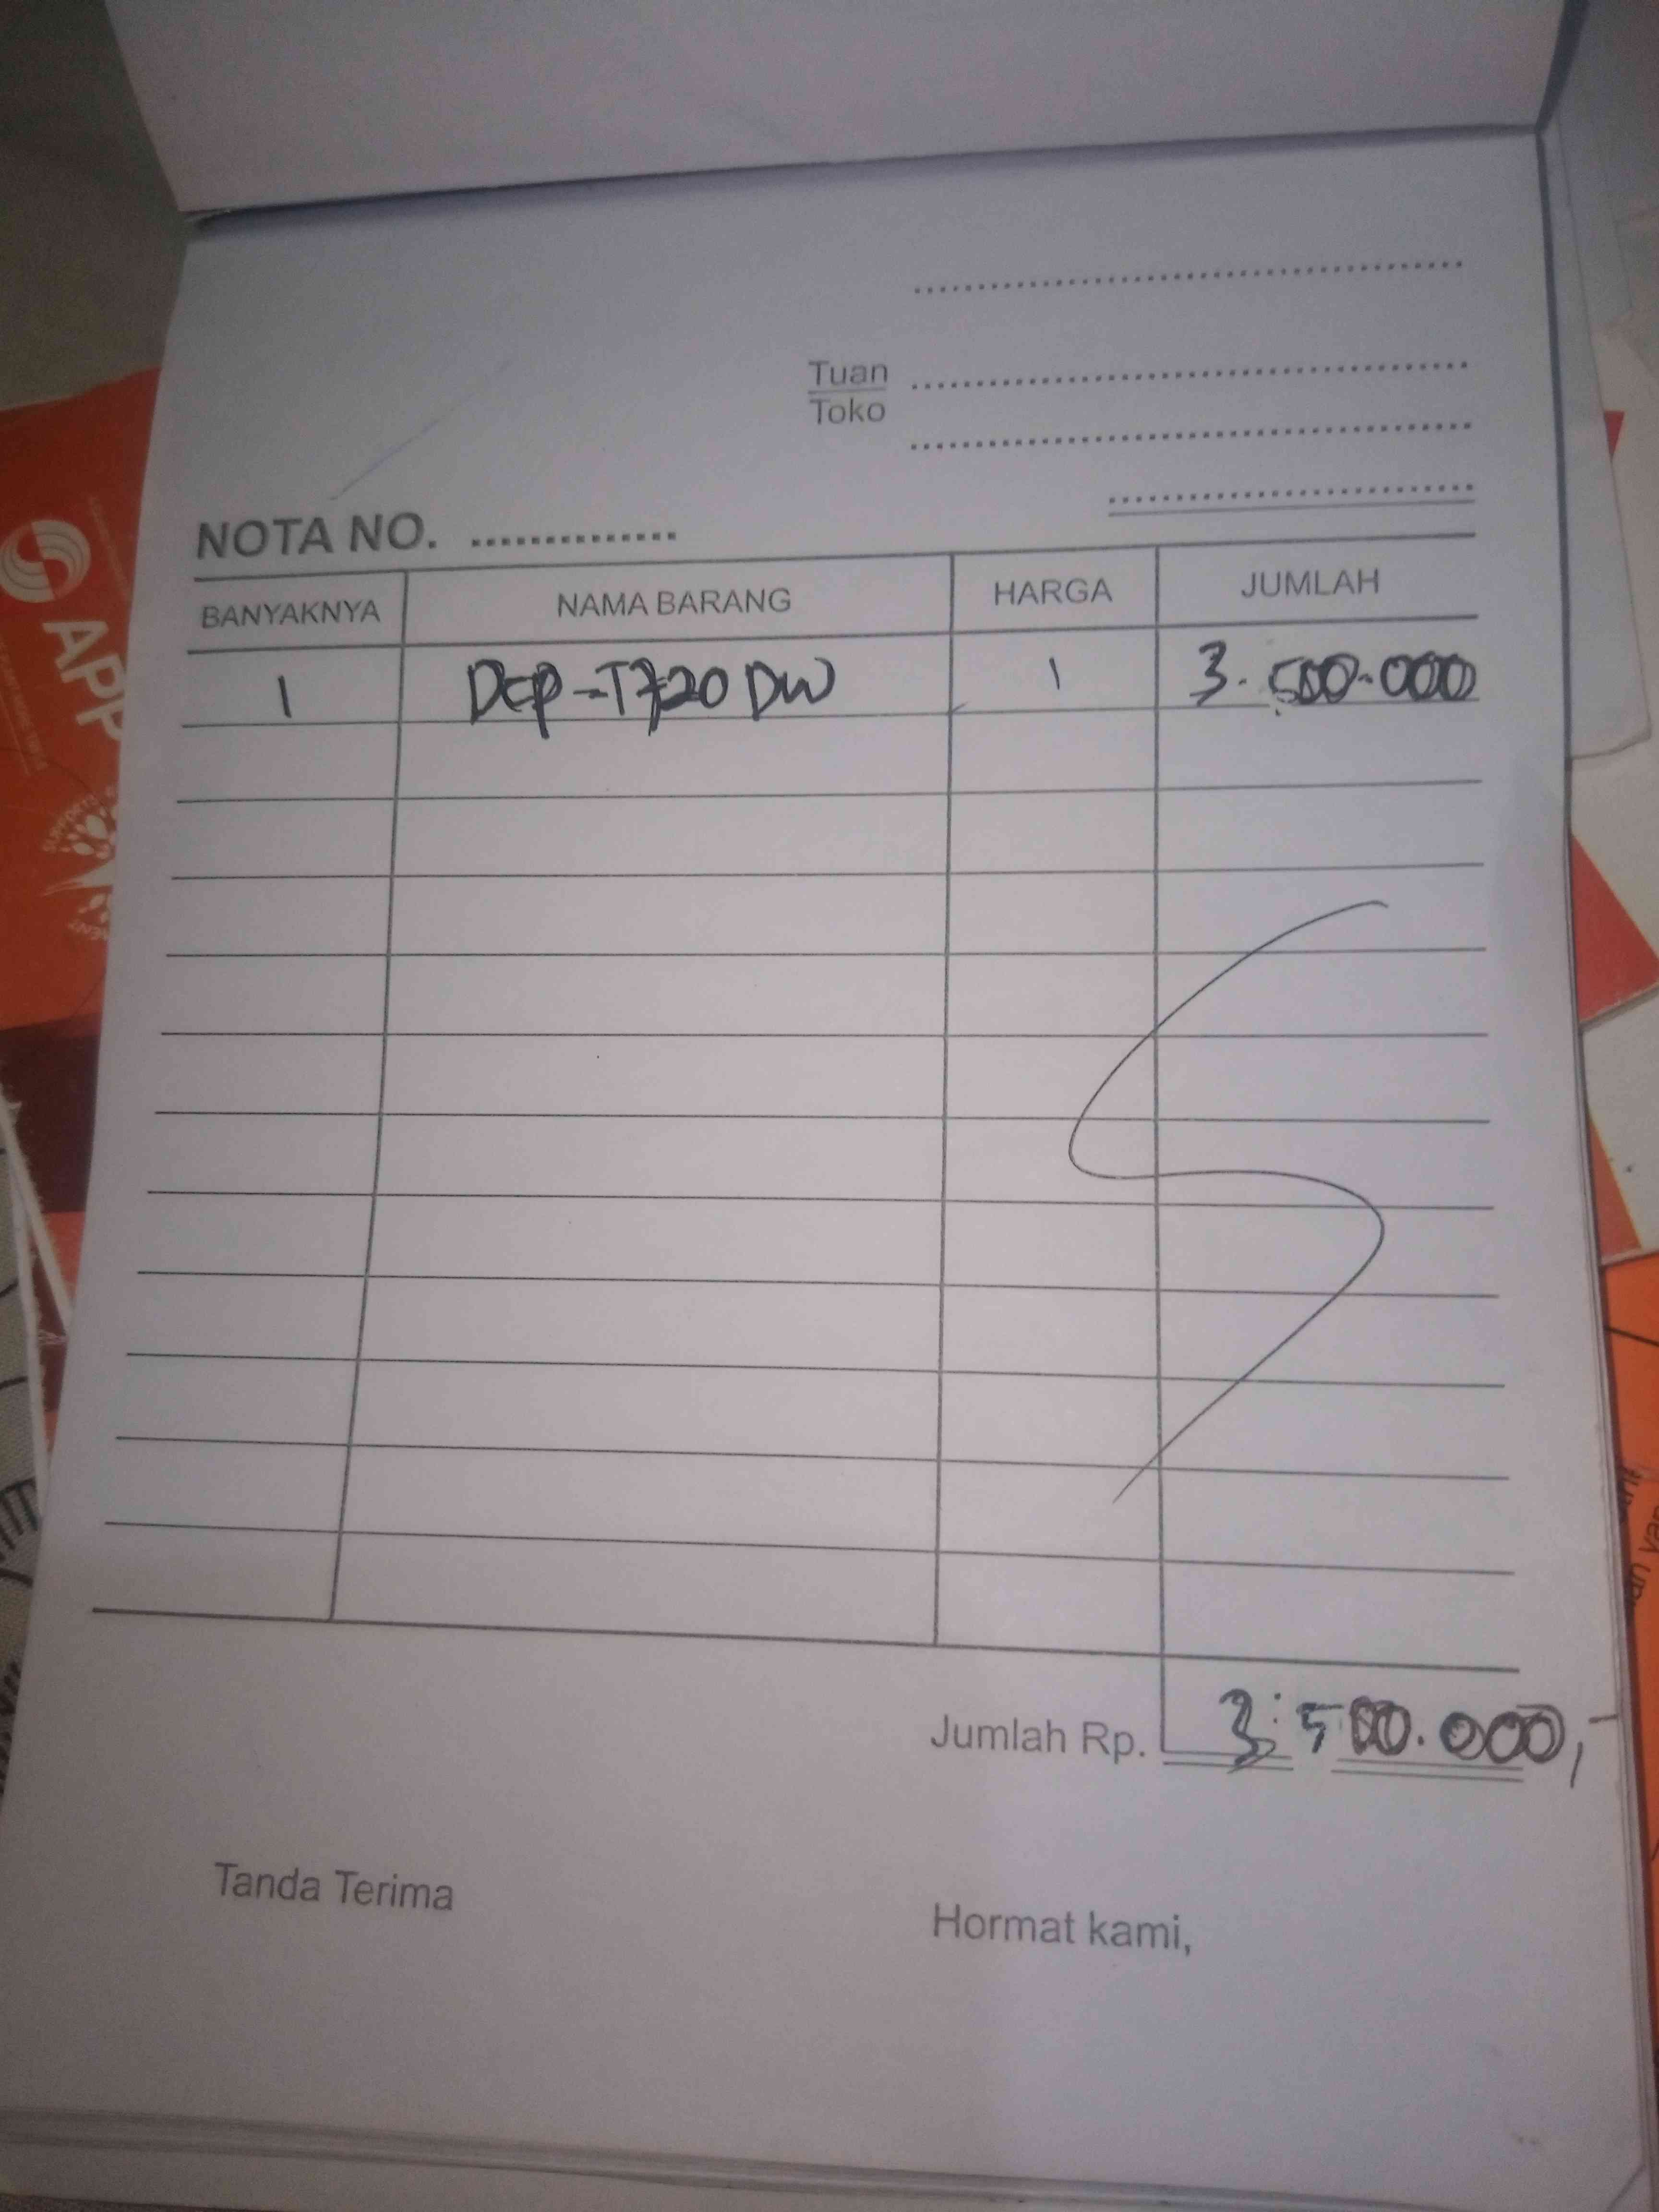 Tuan
Toko
NOTA NO.
BANYAKNYA NAMA BARANG HARGA JUMLAH
1 DCP-T720DW 1 3.500.000
Jumlah Rp. 3.500.000,-
Tanda Terima
Hormat kami,
APP